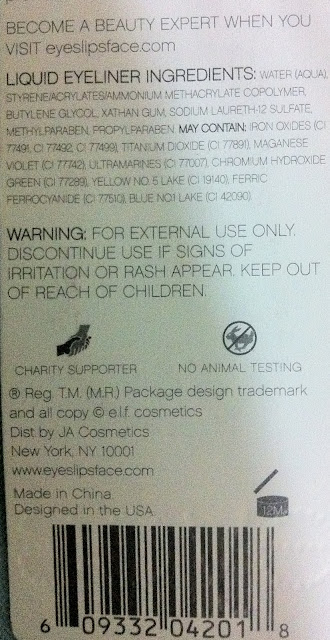 BECOME A BEAUTY EXPERT WHEN YOU
VISIT eyeslipsface.com
LIQUID EYELINER INGREDIENTS: WATER (AQUA),
STYRENE/ACRYLATES/AMMONIUM METHACRYLATE COPOLYMER,
BUTYLENE GLYCOL, XATHAN GUM, SODIUM LAURETH-12 SULFATE,
METHYLPARABEN, PROPYLPARABEN. MAY CONTAIN: IRON OXIDES (CI
77491, CI 77492, CI 77499), TITANIUM DIOXIDE (CI 77891), MAGANESE
VIOLET (CI 77742), ULTRAMARINES (CI 77007), CHROMIUM HYDROXIDE
GREEN (CI 77289), YELLOW NO. 5 LAKE (CI 19140), FERRIC
FERROCYANIDE (CI 77510), BLUE NO1 LAKE (CI 42090)
WARNING: FOR EXTERNAL USE ONLY.
DISCONTINUE USE IF SIGNS OF
IRRITATION OR RASH APPEAR. KEEP OUT
OF REACH OF CHILDREN.
CHARITY SUPPORTER NO ANIMAL TESTING
® Reg. T.M. (M.R.) Package design trademark
and all copy © e.l.f. cosmetics
Dist by JA Cosmetics
New York, NY 10001
www.eyeslipsface.com
Made in China.
Designed in the USA.
12M
6 09332 04201 8